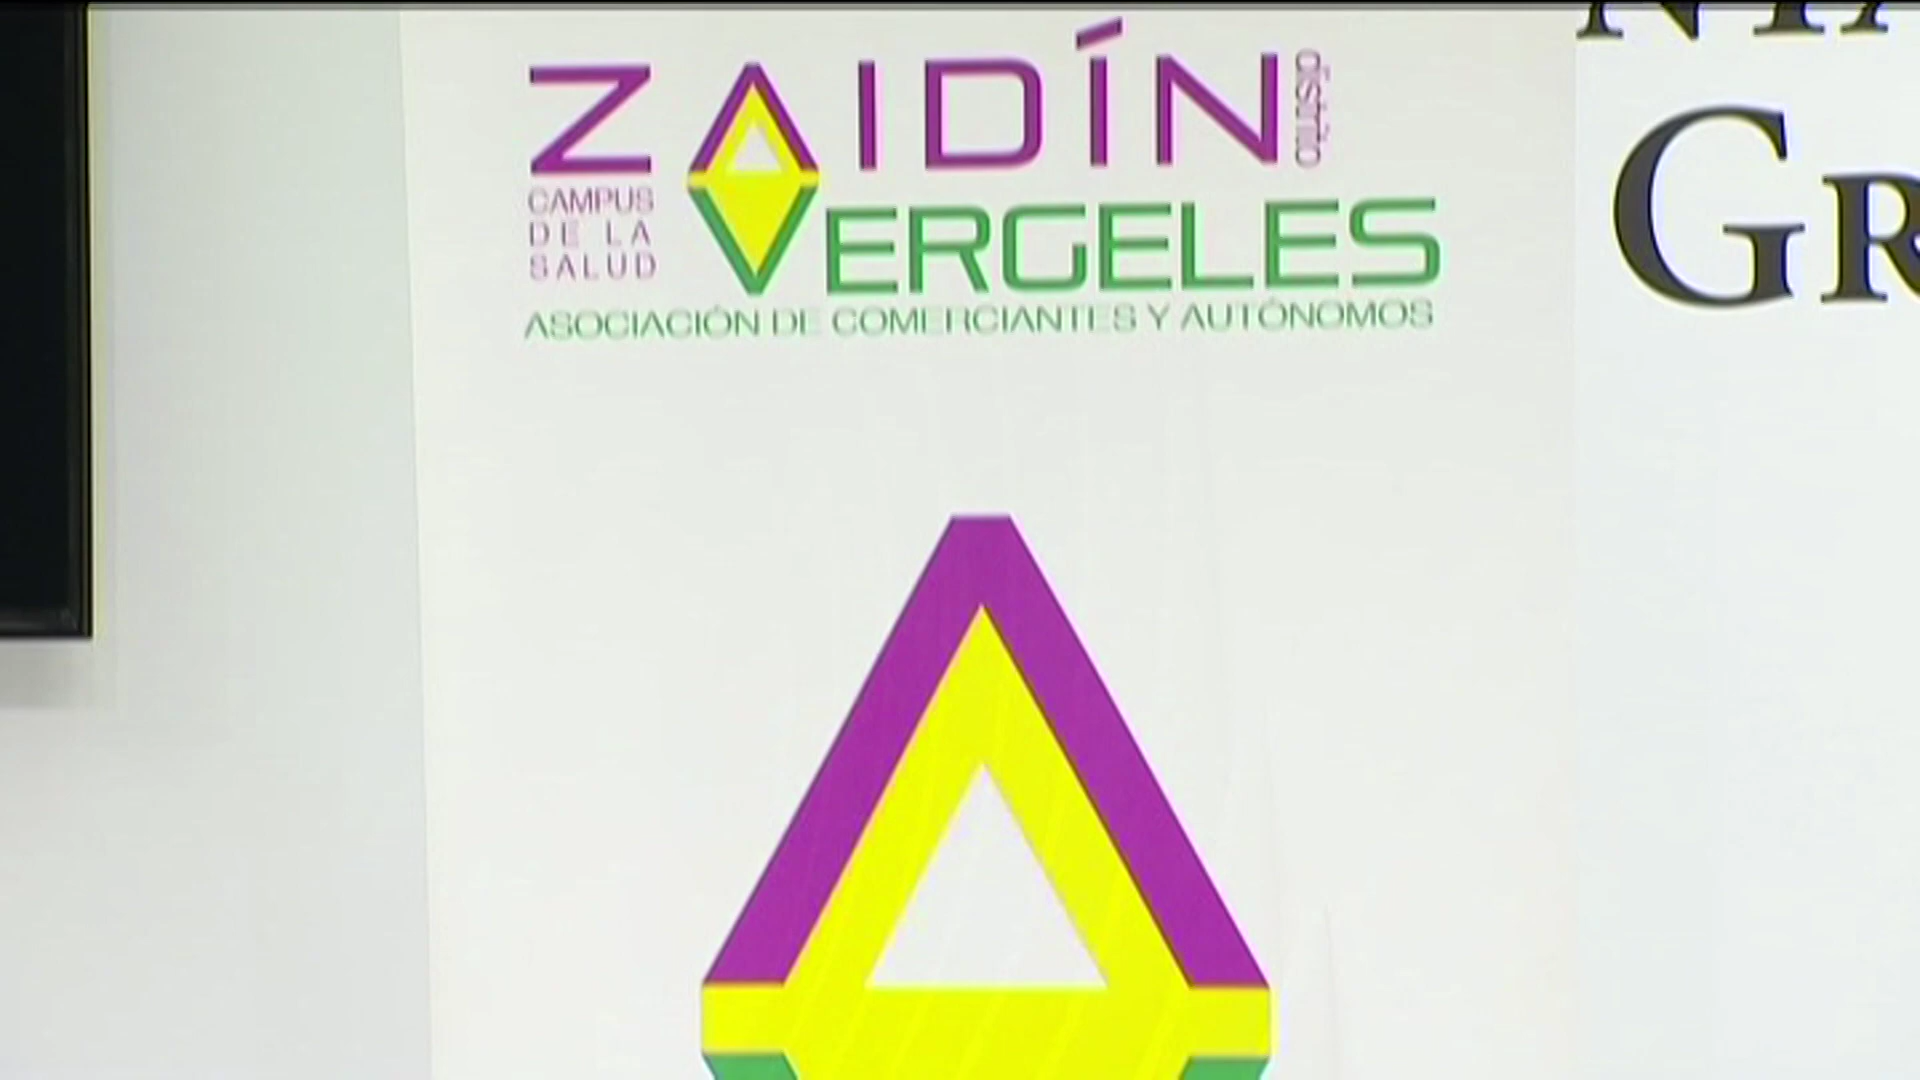 ZAIDÍN distrito
CAMPUS
DE LA
SALUD
VERGELES
ASOCIACIÓN DE COMERCIANTES Y AUTÓNOMOS
GR